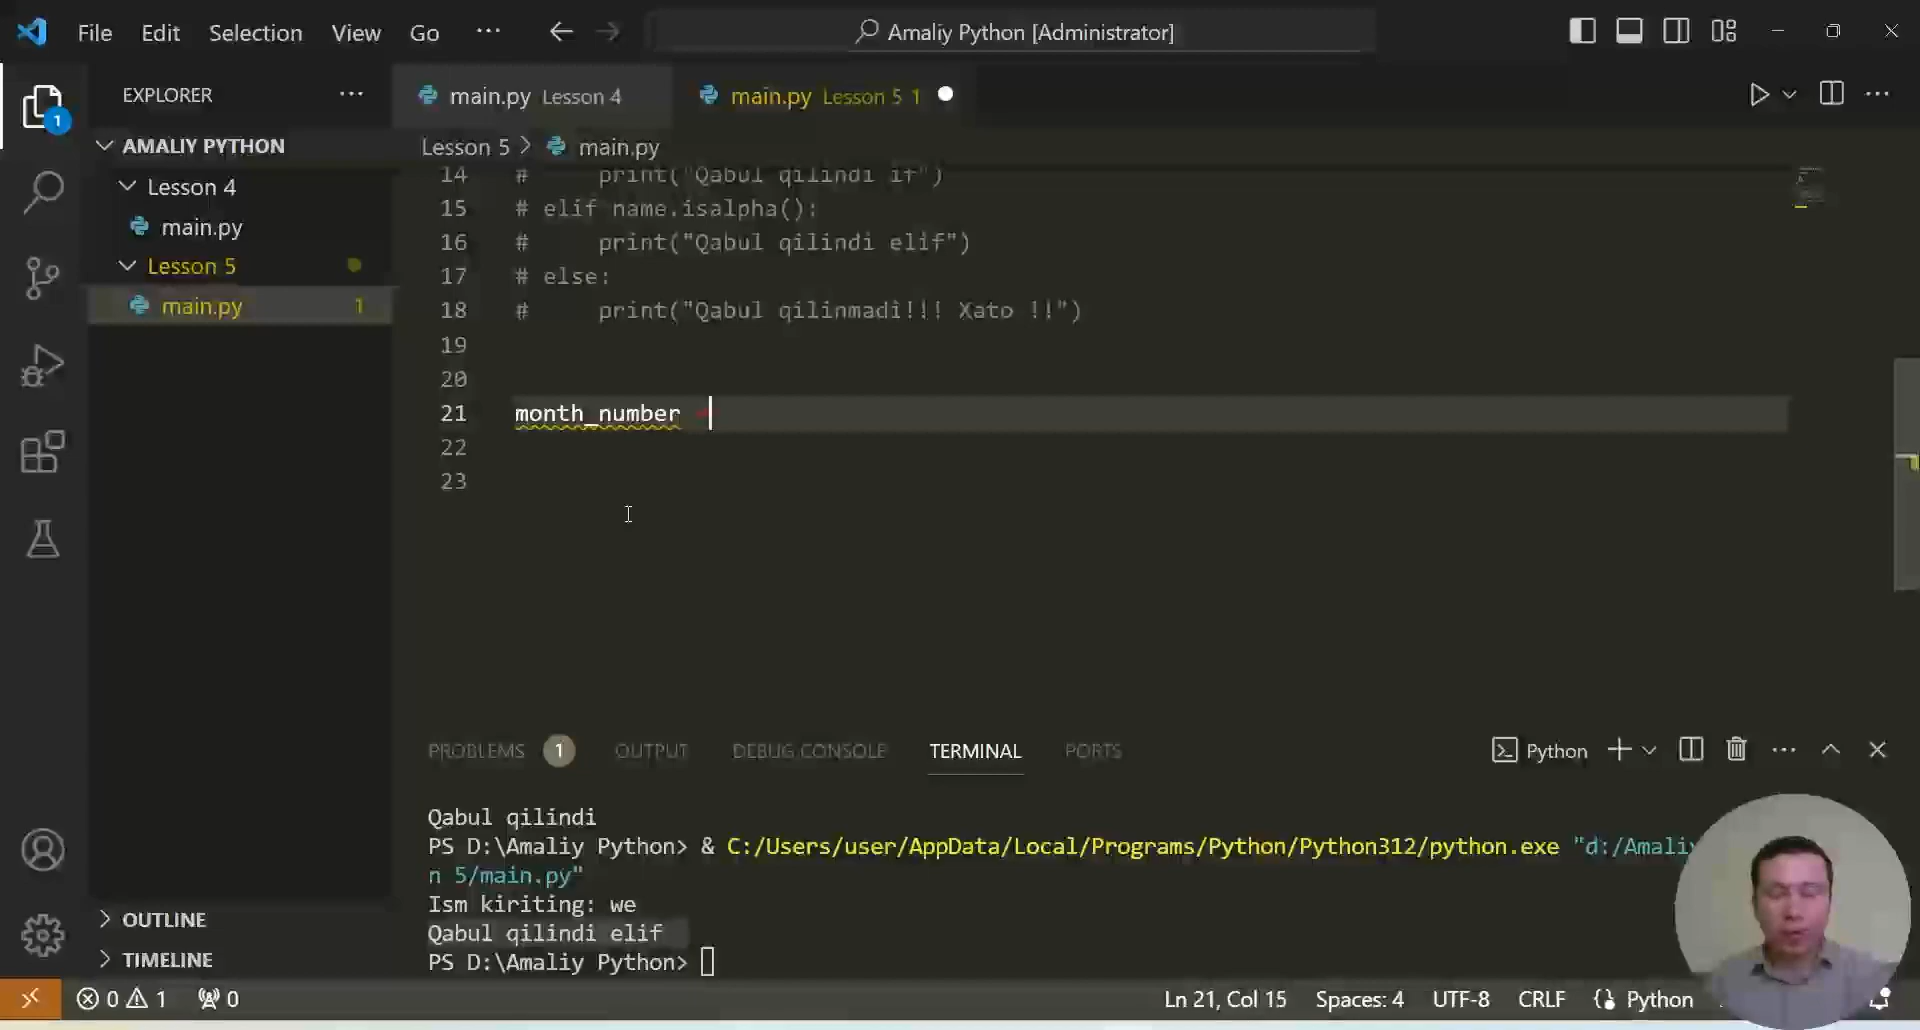 File Edit Selection View Go ··· Amaliy Python [Administrator]
EXPLORER ···
main.py Lesson 4 main.py Lesson 5 1
AMALIY PYTHON
Lesson 5 > main.py
Lesson 4
main.py
Lesson 5
main.py 1
14 # print("Qabul qilindi if")
15 # elif name.isalpha():
16 # print("Qabul qilindi elif")
17 # else:
18 # print("Qabul qilinmadi!!! Xato !!")
19
20
21 month_number
22
23
1
PROBLEMS 1 OUTPUT DEBUG CONSOLE TERMINAL PORTS Python
Qabul qilindi
PS D:\Amaliy Python> & C:/Users/user/AppData/Local/Programs/Python/Python312/python.exe "d:/Amaliy
n 5/main.py"
Ism kiriting: we
Qabul qilindi elif
PS D:\Amaliy Python>
OUTLINE
TIMELINE
0 1 0 Ln 21, Col 15 Spaces: 4 UTF-8 CRLF Python